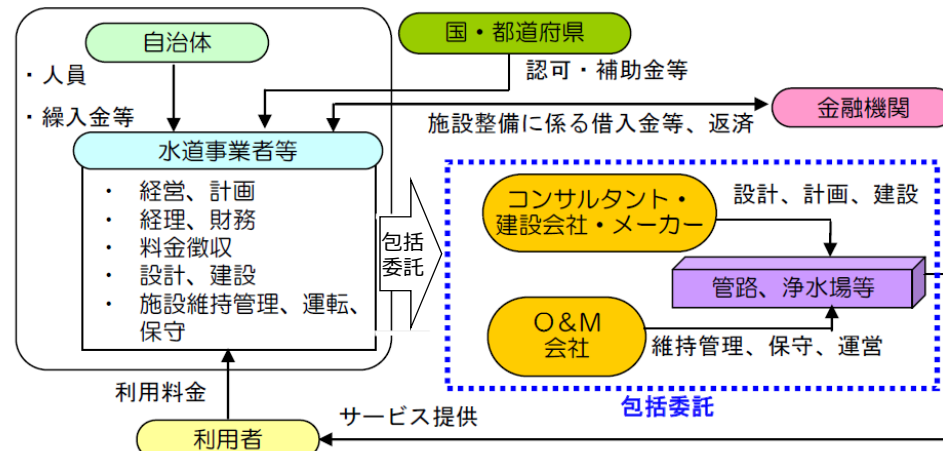 自治体
国・都道府県
・人員
認可・補助金等
・繰入金等
施設整備に係る借入金等、返済
金融機関
水道事業者等
・ 経営、計画
・ 経理、財務
・ 料金徴収
・ 設計、建設
・ 施設維持管理、運転、
保守
包括
委託
コンサルタント・
建設会社・メーカー
設計、計画、建設
管路、浄水場等
O&M
会社
維持管理、保守、運営
包括委託
利用料金
サービス提供
利用者